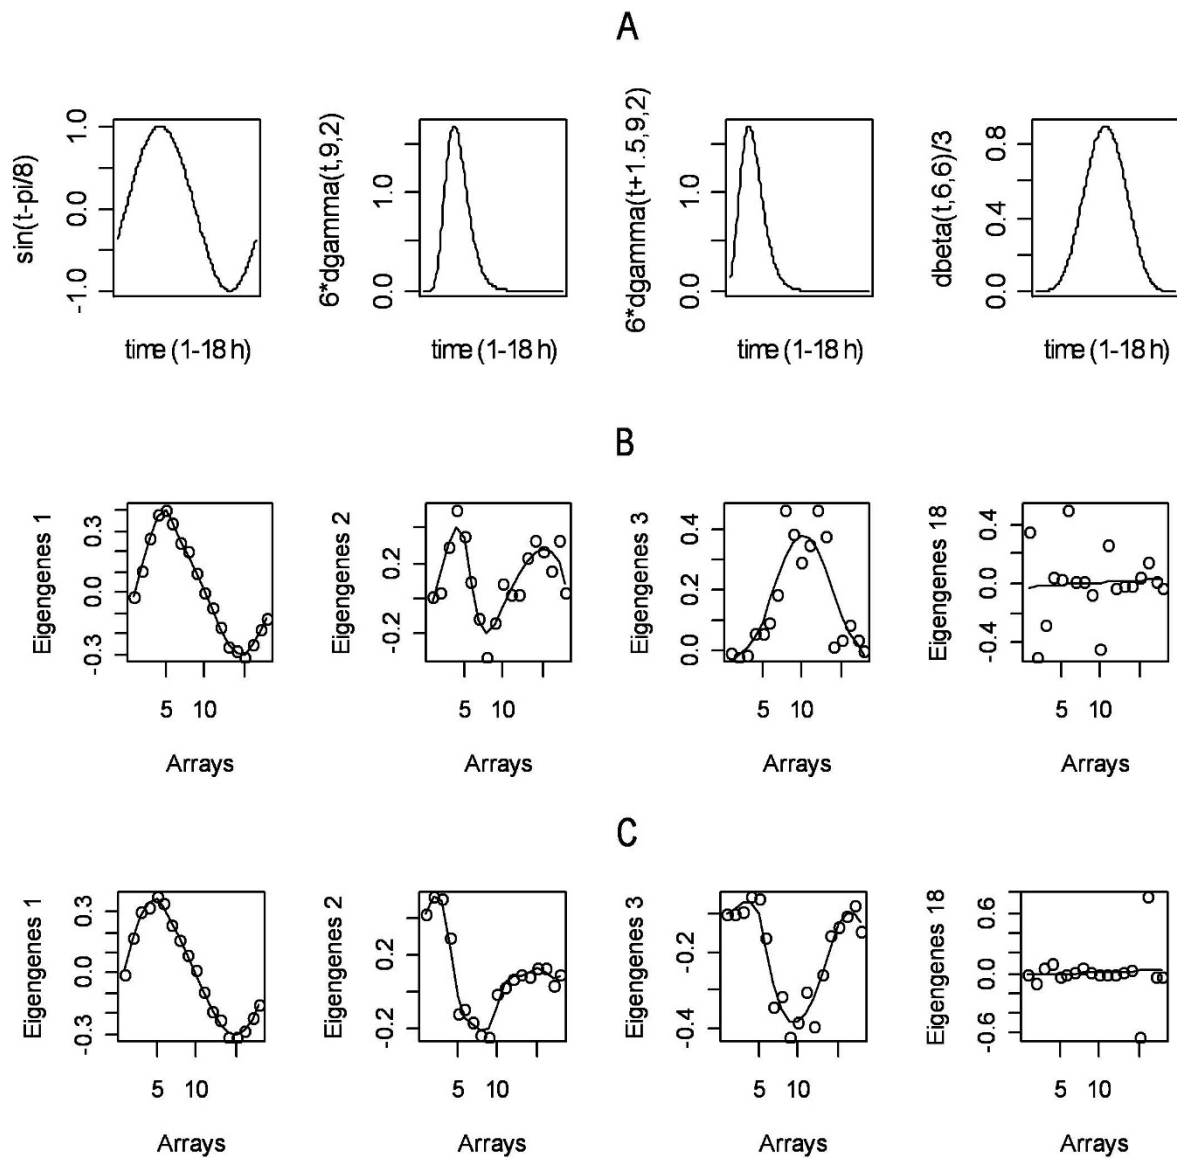 A
sin(t-pi/8)
1.0
0.0
-1.0
time (1-18 h)
6*dgamma(t,9,2)
1.0
0.0
time (1-18 h)
6*dgamma(t+1.5,9,2)
1.0
0.0
time (1-18 h)
dbeta(t,6,6)/3
0.8
0.4
0.0
time (1-18 h)
B
Eigengenes 1
0.3
0.0
-0.3
5 10
Arrays
Eigengenes 2
0.2
-0.2
5 10
Arrays
Eigengenes 3
0.4
0.2
0.0
5 10
Arrays
Eigengenes 18
0.4
0.0
-0.4
5 10
Arrays
C
Eigengenes 1
0.3
0.0
-0.3
5 10
Arrays
Eigengenes 2
0.2
-0.2
5 10
Arrays
Eigengenes 3
-0.2
-0.4
5 10
Arrays
Eigengenes 18
0.6
0.0
-0.6
5 10
Arrays